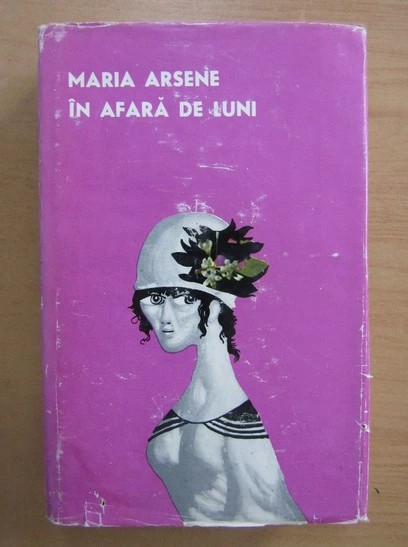 MARIA ARSENE
ÎN AFARĂ DE LUNI